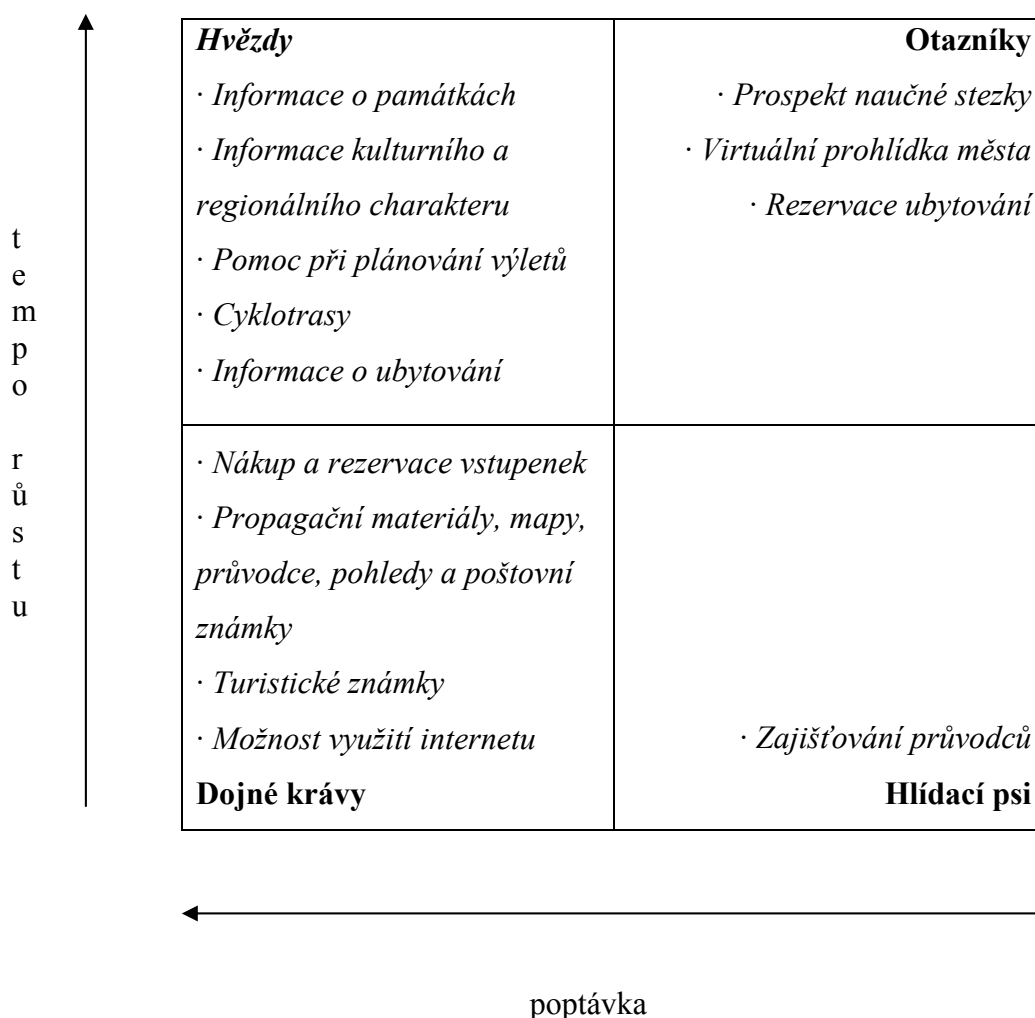 Hvězdy
· Informace o památkách
· Informace kulturního a
regionálního charakteru
· Pomoc při plánování výletů
· Cyklotrasy
· Informace o ubytování
Otazníky
· Prospekt naučné stezky
· Virtuální prohlídka města
· Rezervace ubytování
tempo růstu
· Nákup a rezervace vstupenek
· Propagační materiály, mapy,
průvodce, pohledy a poštovní
známky
· Turistické známky
· Možnost využití internetu
Dojné krávy
· Zajišťování průvodců
Hlídací psi
poptávka